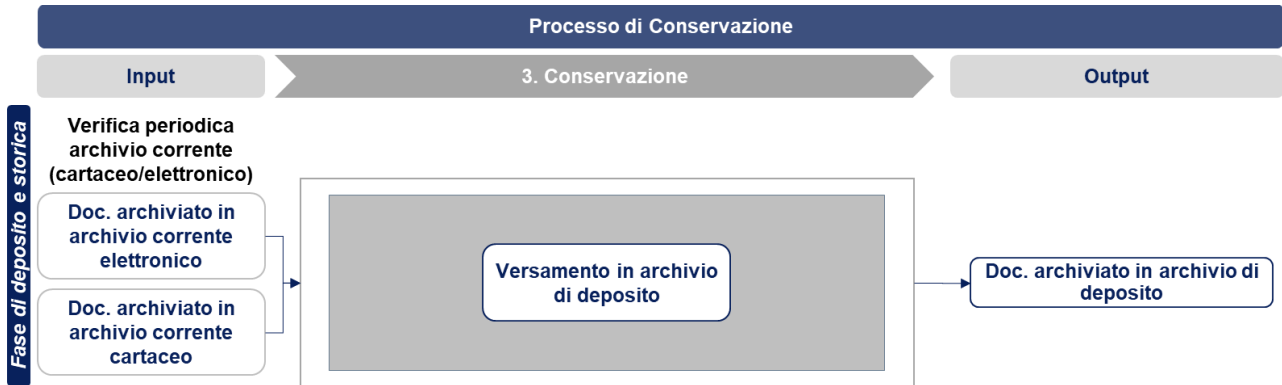 Processo di Conservazione
Input
3. Conservazione
Output
Fase di deposito e storica
Verifica periodica
archivio corrente
(cartaceo/elettronico)
Doc. archiviato in
archivio corrente
elettronico
Doc. archiviato in
archivio corrente
cartaceo
Versamento in archivio
di deposito
Doc. archiviato in archivio di
deposito